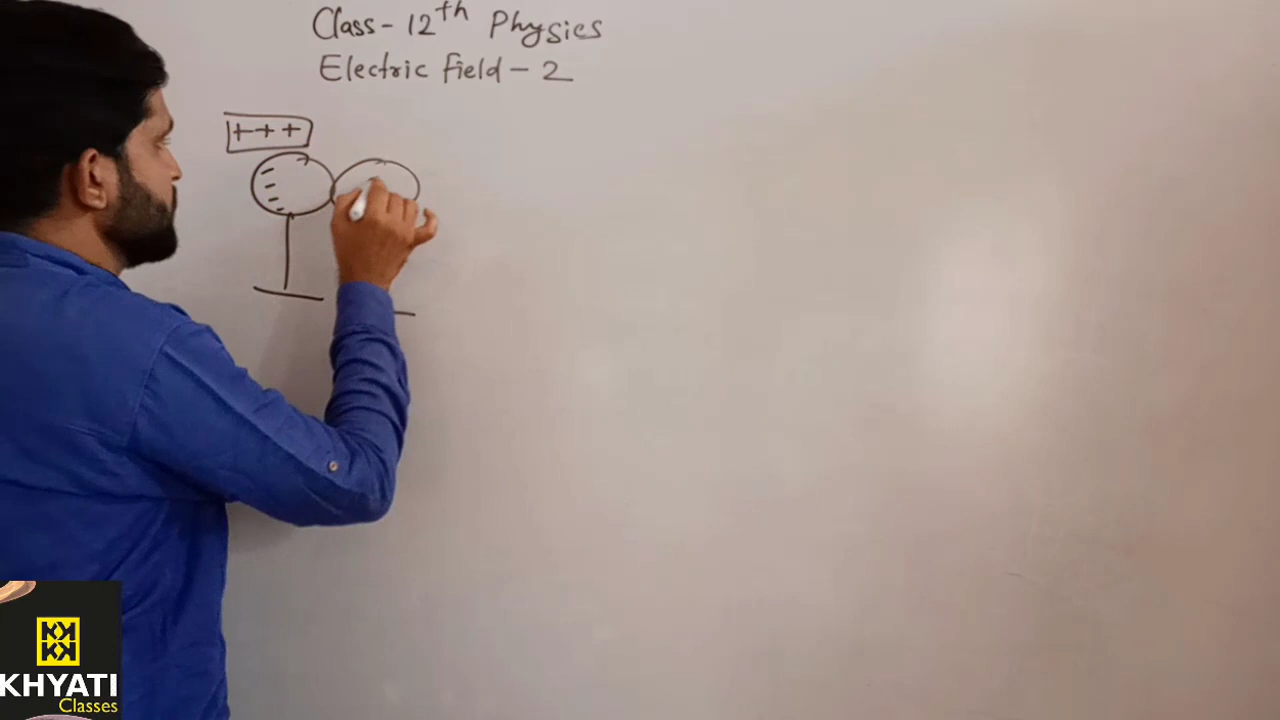 Class - 12th Physics
Electric field - 2
+ + +
- - - -
KHYATI
Classes